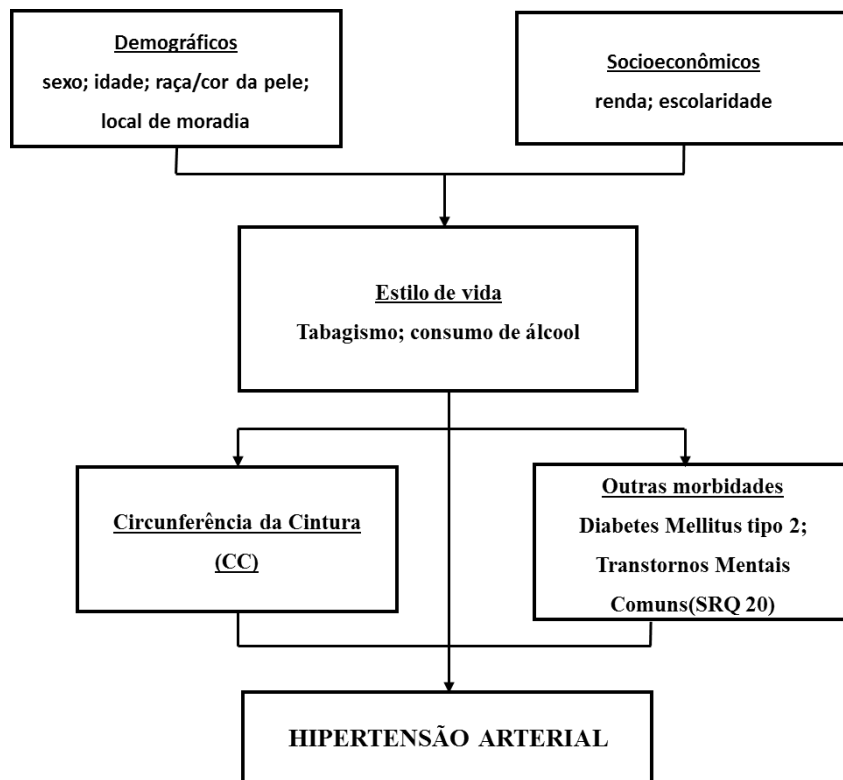 Demográficos
sexo; idade; raça/cor da pele;
local de moradia
Socioeconômicos
renda; escolaridade
Estilo de vida
Tabagismo; consumo de álcool
Circunferência da Cintura
(CC)
Outras morbidades
Diabetes Mellitus tipo 2;
Transtornos Mentais
Comuns(SRQ 20)
HIPERTENSÃO ARTERIAL